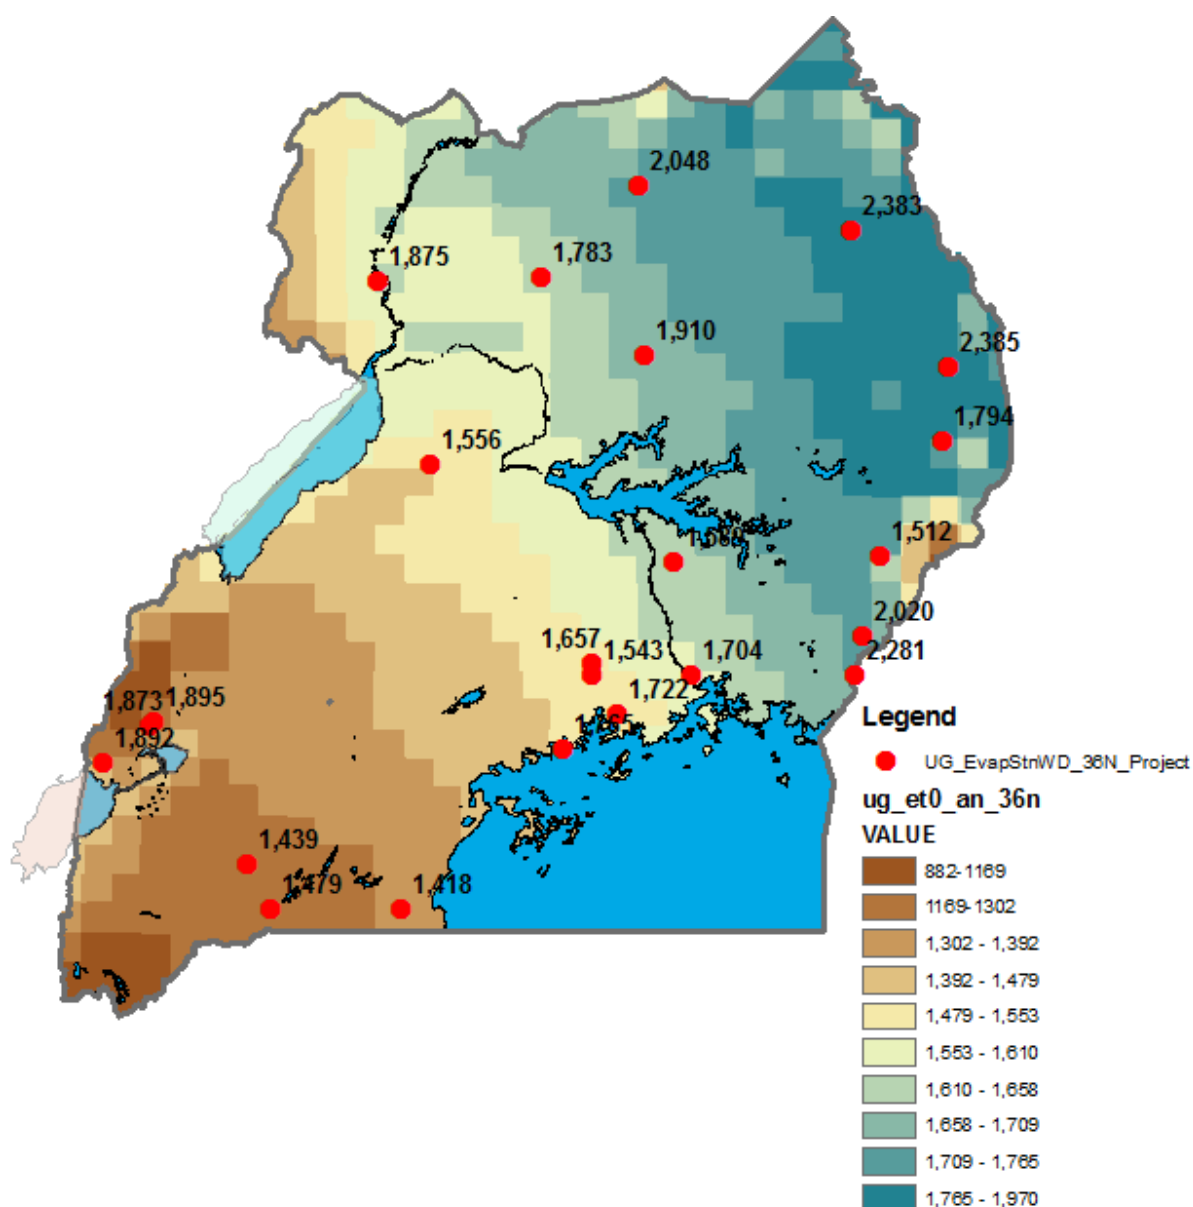 2,048
2,383
1,875
1,783
1,910
2,385
1,794
1,556
1,512
2,020
1,657
1,543
1,704
2,281
1,722
1,873
1,895
1,892
1,439
1,479
1,418
Legend
UG_EvapStnWD_36N_Project
ug_et0_an_36n
VALUE
882-1169
1169-1302
1,302 - 1,392
1,392 - 1,479
1,479 - 1,553
1,553 - 1,610
1,610 - 1,658
1,658 - 1,709
1,709 - 1,765
1,765 - 1,970